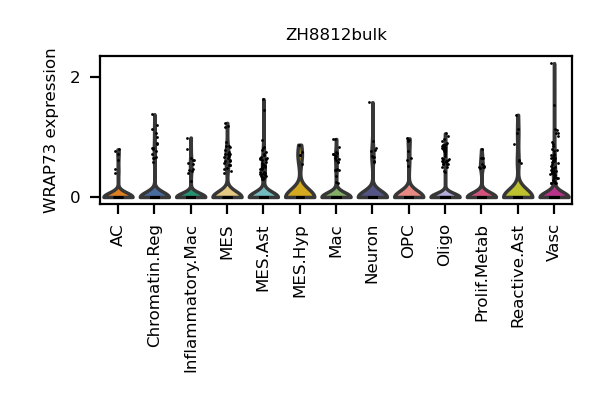 ZH8812bulk
WRAP73 expression
2
0
AC
Chromatin.Reg
Inflammatory.Mac
MES
MES.Ast
MES.Hyp
Mac
Neuron
OPC
Oligo
Prolif.Metab
Reactive.Ast
Vasc